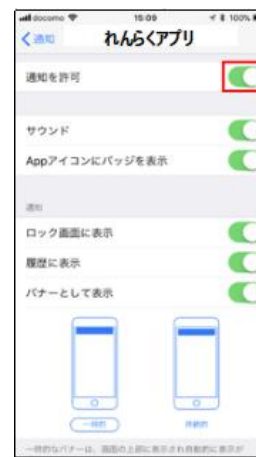 docomo 15:09 100%
通知 れんらくアプリ
通知を許可
サウンド
Appアイコンにバッジを表示
通知
ロック画面に表示
履歴に表示
バナーとして表示
一時的 持続的
一時的なバナーは、画面の上部に表示され自動的に表示が